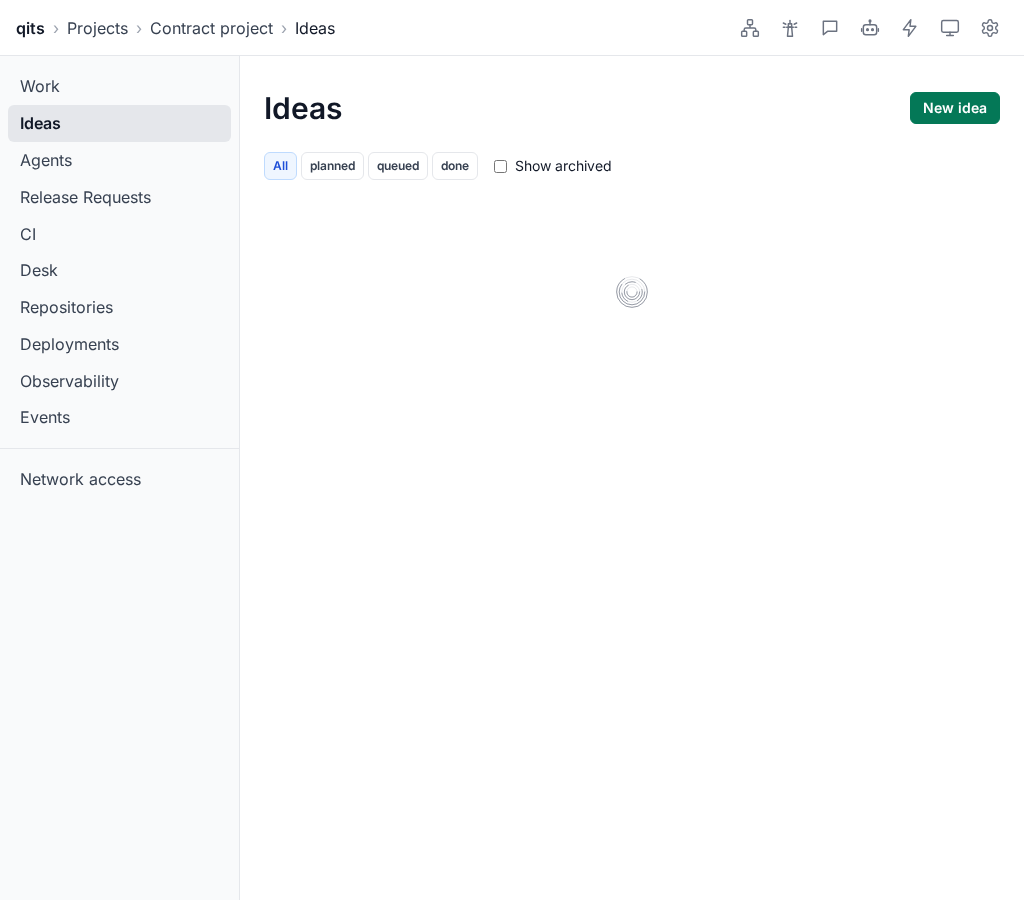 qits › Projects › Contract project › Ideas
Work
Ideas
Agents
Release Requests
CI
Desk
Repositories
Deployments
Observability
Events
Network access
Ideas
New idea
All planned queued done Show archived